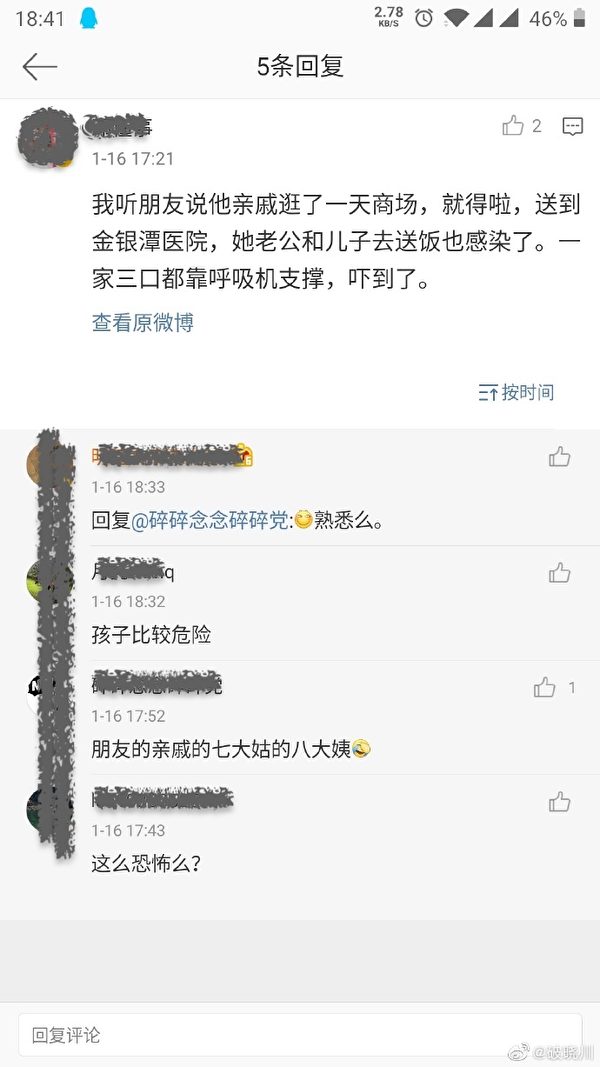 18:41
2.78
KB/S
46%
5条回复
事
2
1-16 17:21
我听朋友说他亲戚逛了一天商场，就得啦，送到
金银潭医院，她老公和儿子去送饭也感染了。一
家三口都靠呼吸机支撑，吓到了。
查看原微博
按时间
1-16 18:33
回复@碎碎念念碎碎党:熟悉么。
q
1-16 18:32
孩子比较危险
1
1-16 17:52
朋友的亲戚的七大姑的八大姨
1-16 17:43
这么恐怖么？
回复评论
@破晓川